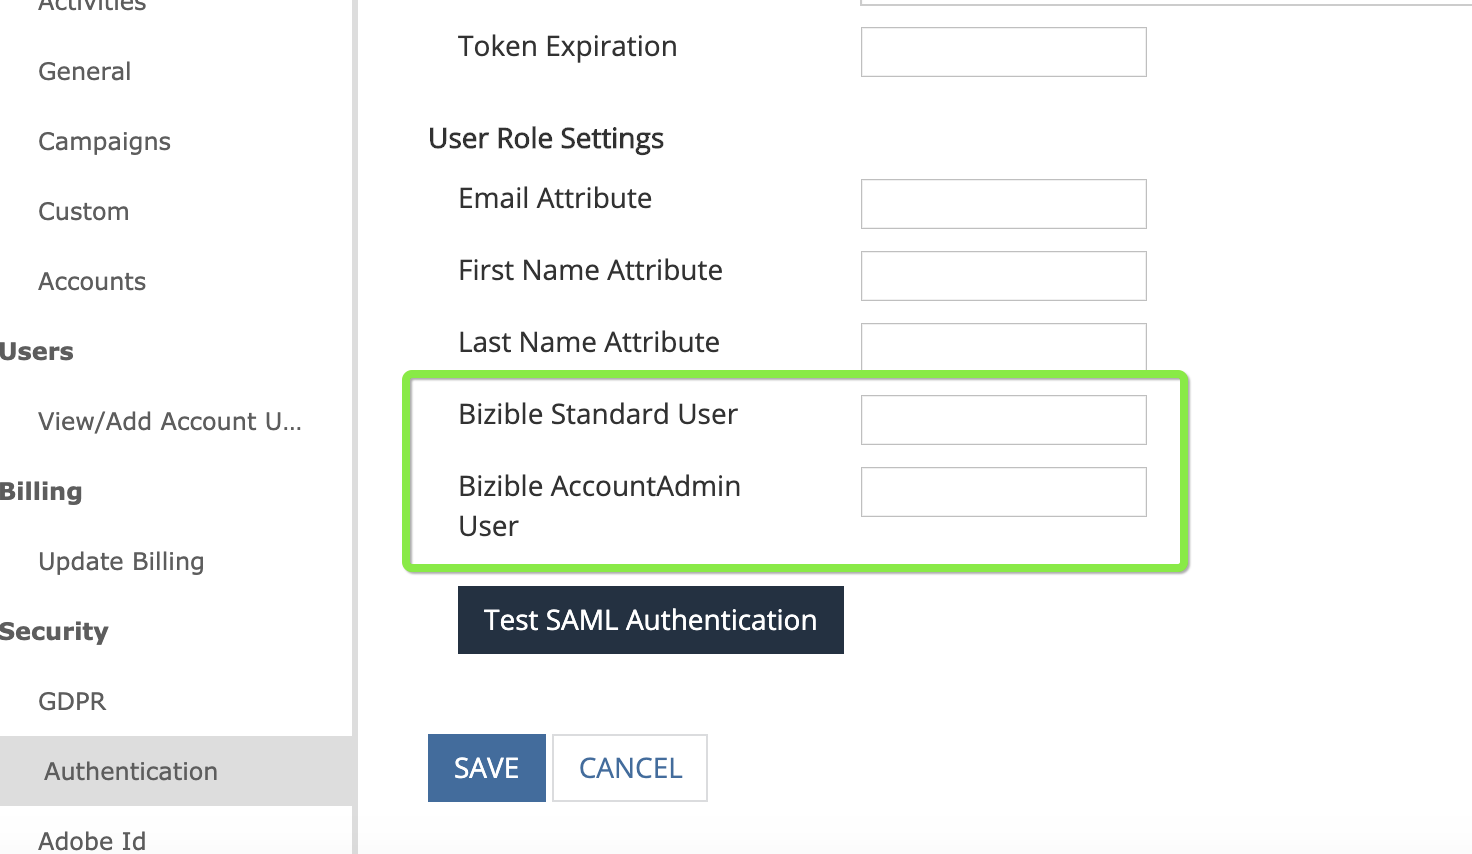 Activities
General
Campaigns
Custom
Accounts
Users
View/Add Account U...
Billing
Update Billing
Security
GDPR
Authentication
Adobe Id
Token Expiration
User Role Settings
Email Attribute
First Name Attribute
Last Name Attribute
Bizible Standard User
Bizible AccountAdmin
User
Test SAML Authentication
SAVE
CANCEL